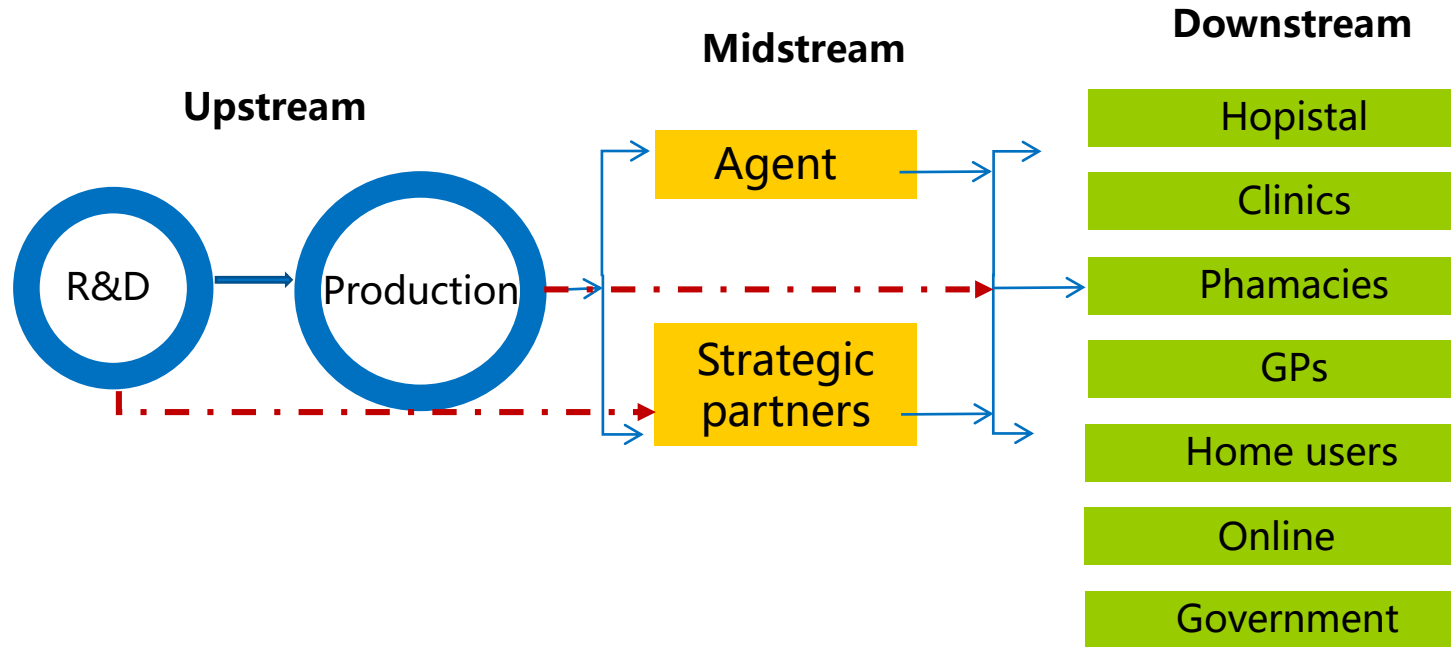 Upstream
Midstream
Downstream
R&D
Production
Agent
Strategic
partners
Hopistal
Clinics
Phamacies
GPs
Home users
Online
Government